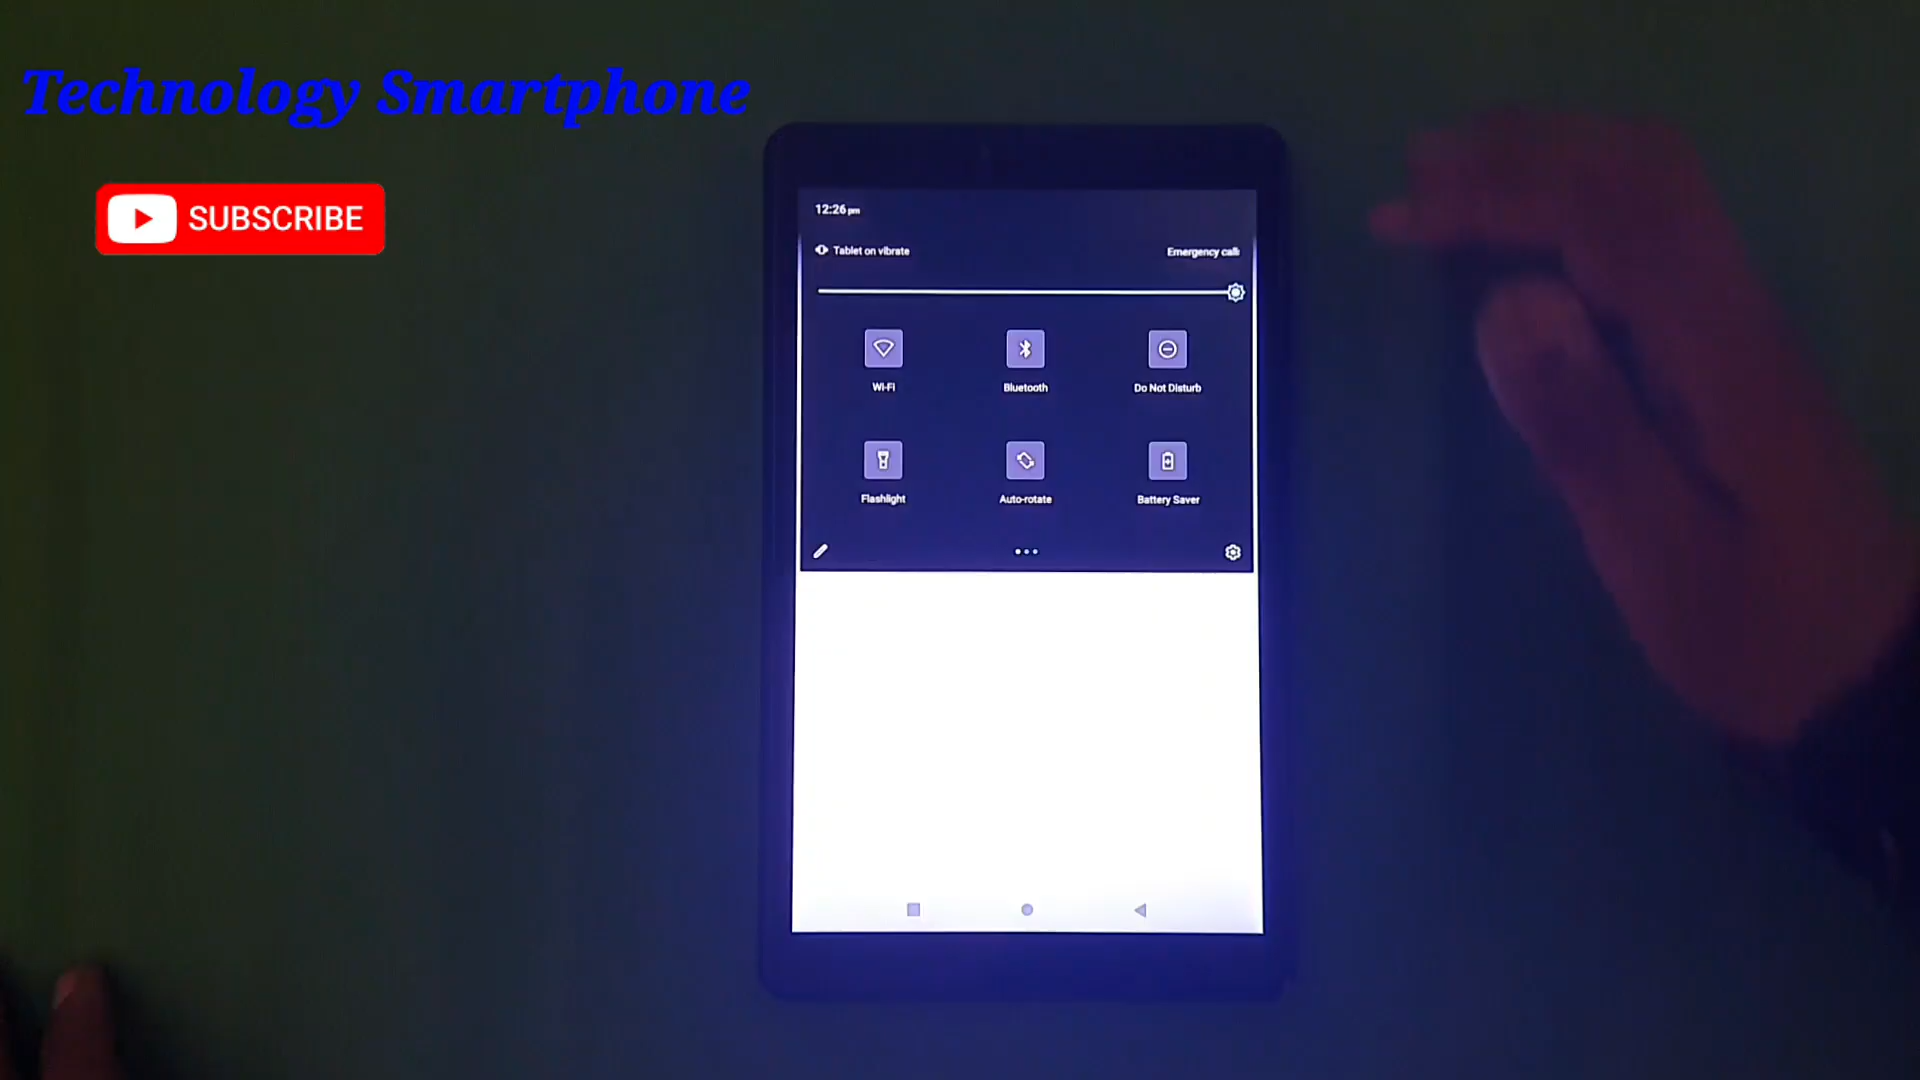 Technology Smartphone
SUBSCRIBE
12:26 pm
Tablet on vibrate
Emergency calls
Wi-Fi
Bluetooth
Do Not Disturb
Flashlight
Auto-rotate
Battery Saver